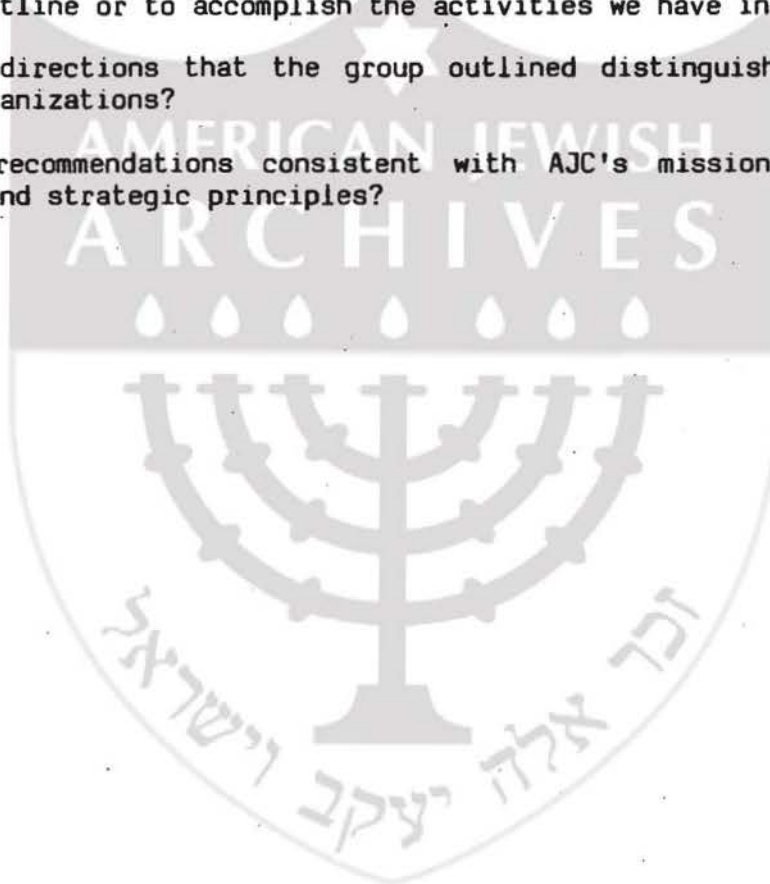 tline or to accomplish the activities we have in
directions that the group outlined distinguish
anizations?
recommendations consistent with AJC's mission
nd strategic principles?
AMERICAN JEWISH
ARCHIVES
זכר אלה יעקב וישראל